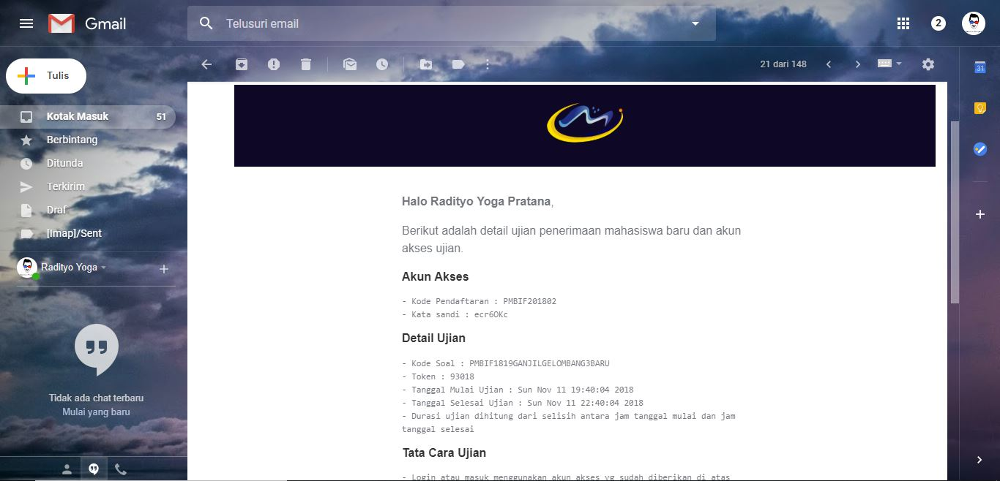 Gmail
Telusuri email
2
Tulis
21 dari 148
31
Kotak Masuk 51
Berbintang
Ditunda
Terkirim
Draf
[Imap]/Sent
Radityo Yoga
Tidak ada chat terbaru
Mulai yang baru
Halo Radityo Yoga Pratana,
Berikut adalah detail ujian penerimaan mahasiswa baru dan akun
akses ujian.
Akun Akses
- Kode Pendaftaran : PMBIF201802
- Kata sandi : ecr6OKc
Detail Ujian
- Kode Soal : PMBIF1819GANJILGELOMBANG3BARU
- Token : 93018
- Tanggal Mulai Ujian : Sun Nov 11 19:40:04 2018
- Tanggal Selesai Ujian : Sun Nov 11 22:40:04 2018
- Durasi ujian dihitung dari selisih antara jam tanggal mulai dan jam
tanggal selesai
Tata Cara Ujian
- Login atau masuk menggunakan akun akses yg sudah diberikan di atas